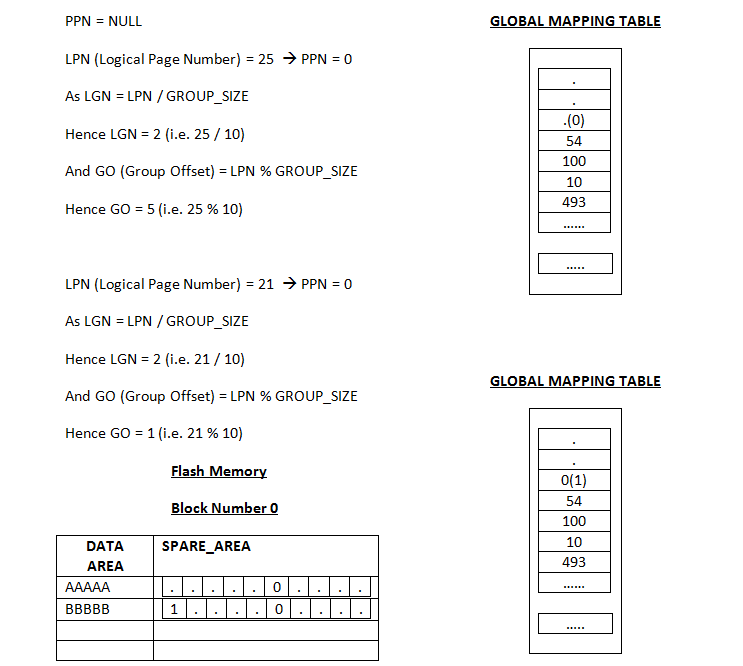 PPN = NULL
GLOBAL MAPPING TABLE
LPN (Logical Page Number) = 25 → PPN = 0
As LGN = LPN / GROUP_SIZE
Hence LGN = 2 (i.e. 25 / 10)
And GO (Group Offset) = LPN % GROUP_SIZE
Hence GO = 5 (i.e. 25 % 10)
.
.
.(0)
54
100
10
493
......
.....
LPN (Logical Page Number) = 21 → PPN = 0
As LGN = LPN / GROUP_SIZE
Hence LGN = 2 (i.e. 21 / 10)
And GO (Group Offset) = LPN % GROUP_SIZE
Hence GO = 1 (i.e. 21 % 10)
GLOBAL MAPPING TABLE
.
.
0(1)
54
100
10
493
......
.....
Flash Memory
Block Number 0
DATA AREA SPARE_AREA
AAAAA . . . . . 0 . . . .
BBBBB 1 . . . . 0 . . . .